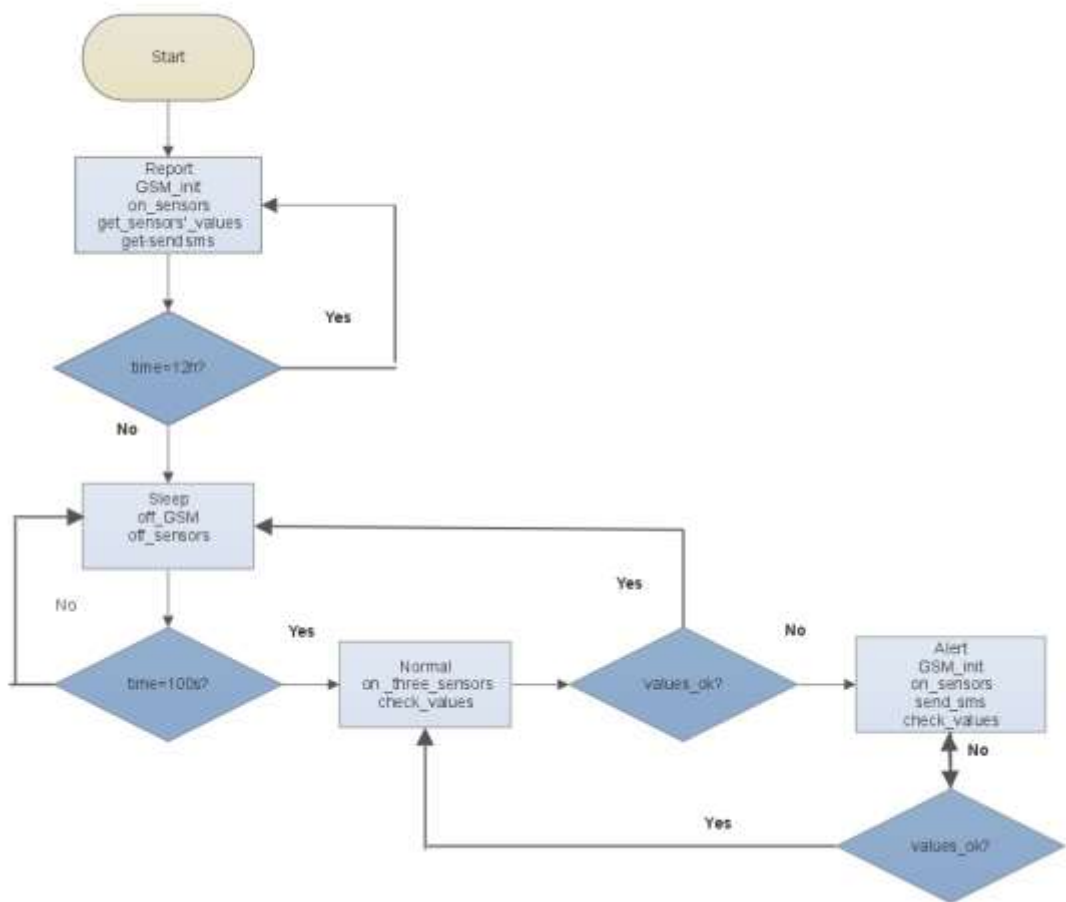 Start
Report
GSM_init
on_sensors
get_sensors'_values
get-send sms
Yes
time=12h?
No
Sleep
off_GSM
off_sensors
No
Yes
Yes
No
time=100s?
Normal
on_three_sensors
check_values
values_ok?
Alert
GSM_init
on_sensors
send_sms
check_values
No
Yes
values_ok?